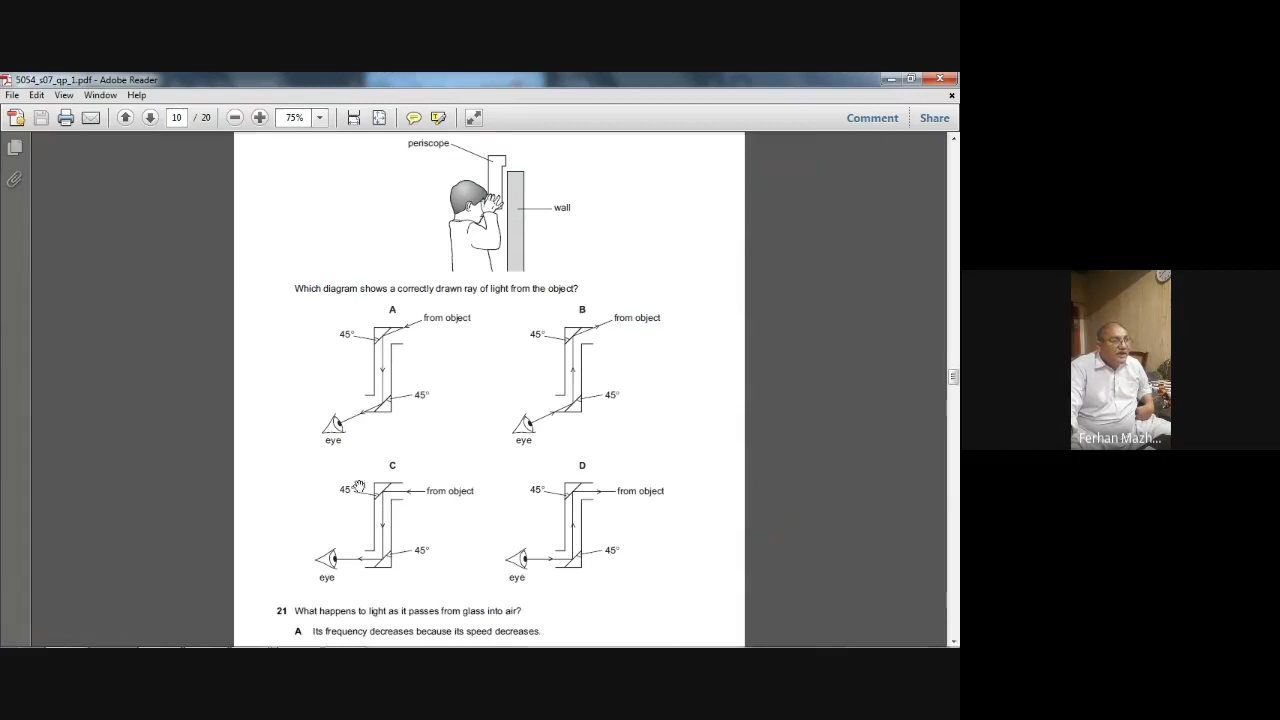 5054_s07_qp_1.pdf - Adobe Reader
File Edit View Window Help
10 / 20 75% Comment Share
periscope
wall
Which diagram shows a correctly drawn ray of light from the object?
A B
from object from object
45° 45°
45° 45°
eye eye
C D
45° from object 45° from object
45° 45°
eye eye
21 What happens to light as it passes from glass into air?
A Its frequency decreases because its speed decreases.
Ferhan Mazh...